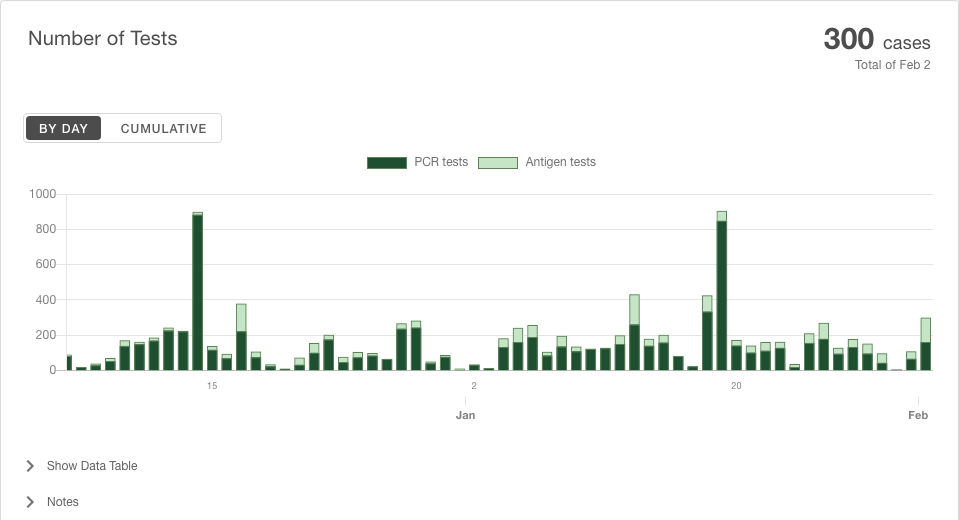 Number of Tests
300 cases
Total of Feb 2
BY DAY CUMULATIVE
PCR tests Antigen tests
1000
800
600
400
200
0
15 2 20
Jan Feb
Show Data Table
Notes